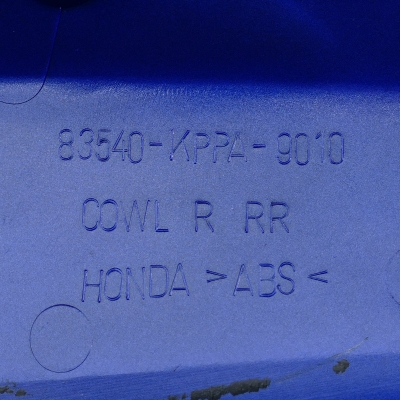 83540-KPPA-9010
COWL R RR
HONDA >ABS<